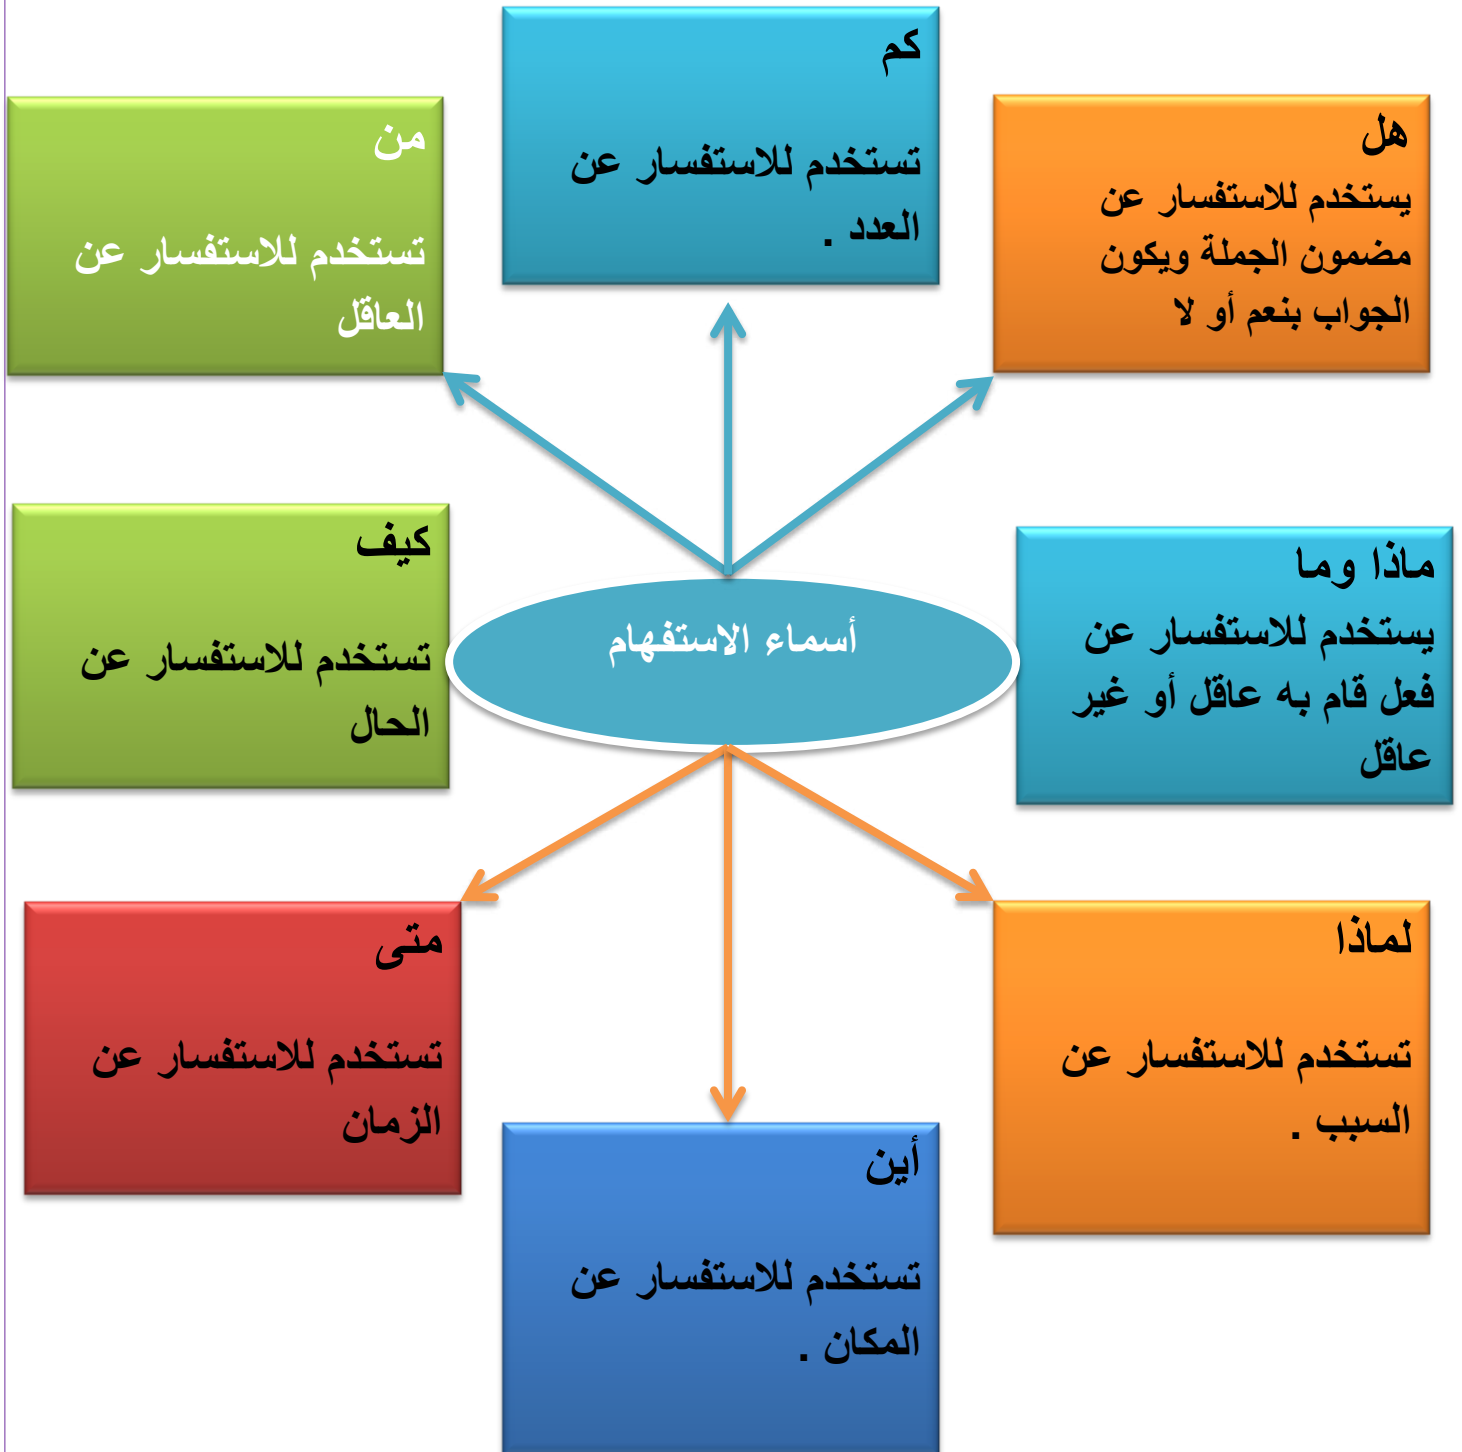 كم
تستخدم للاستفسار عن
العدد .
هل
يستخدم للاستفسار عن
مضمون الجملة ويكون
الجواب بنعم أو لا
من
تستخدم للاستفسار عن
العاقل
أسماء الاستفهام
ماذا وما
يستخدم للاستفسار عن
فعل قام به عاقل أو غير
عاقل
كيف
تستخدم للاستفسار عن
الحال
لماذا
تستخدم للاستفسار عن
السبب .
متى
تستخدم للاستفسار عن
الزمان
أين
تستخدم للاستفسار عن
المكان .